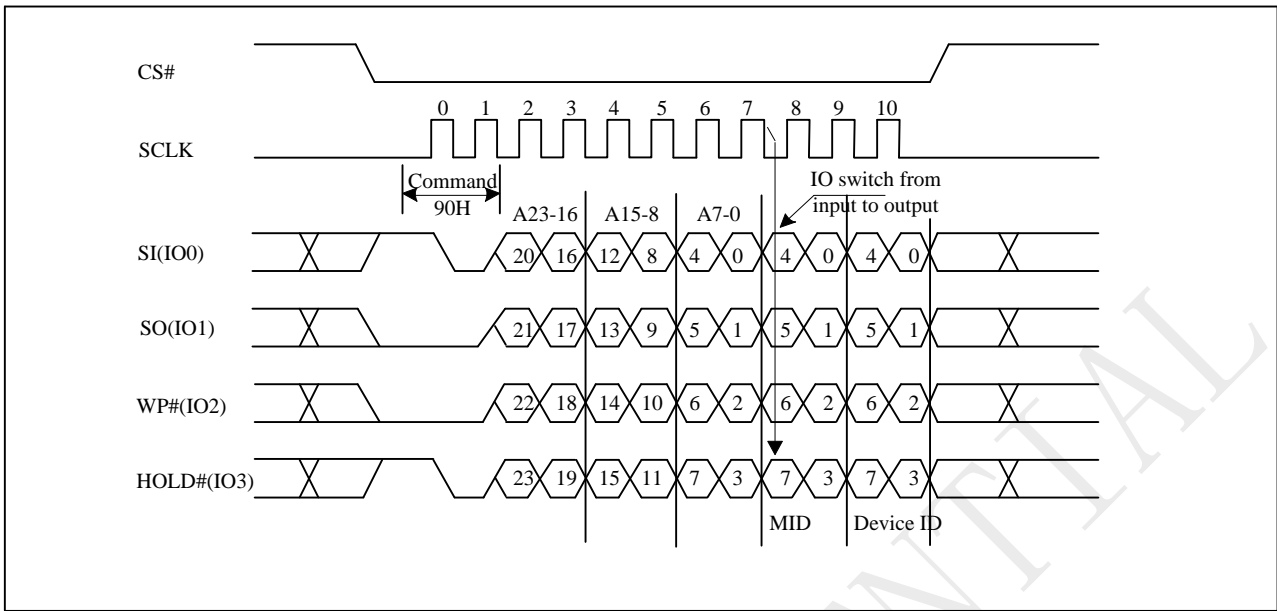 CS#
0 1 2 3 4 5 6 7 8 9 10
SCLK
Command
90H
IO switch from
input to output
A23-16 A15-8 A7-0
SI(IO0) 20 16 12 8 4 0 4 0 4 0
SO(IO1) 21 17 13 9 5 1 5 1 5 1
WP#(IO2) 22 18 14 10 6 2 6 2 6 2
HOLD#(IO3) 23 19 15 11 7 3 7 3 7 3
MID Device ID
NTIAL